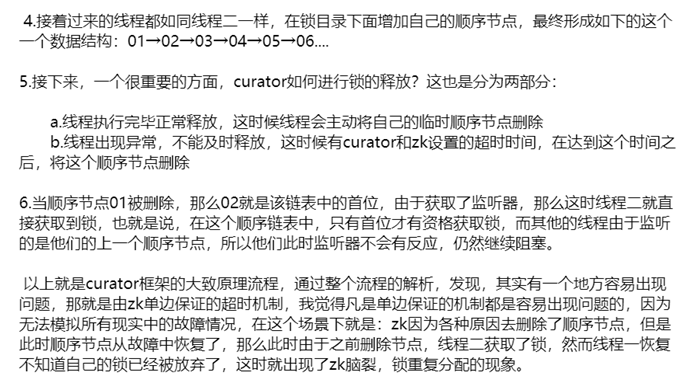 4.接着过来的线程都如同线程二一样，在锁目录下面增加自己的顺序节点，最终形成如下的这个
一个数据结构：01→02→03→04→05→06....
5.接下来，一个很重要的方面，curator如何进行锁的释放？这也是分为两部分：
a.线程执行完毕正常释放，这时候线程会主动将自己的临时顺序节点删除
b.线程出现异常，不能及时释放，这时候有curator和zk设置的超时时间，在达到这个时间之
后，将这个顺序节点删除
6.当顺序节点01被删除，那么02就是该链表中的首位，由于获取了监听器，那么这时线程二就直
接获取到锁，也就是说，在这个顺序链表中，只有首位才有资格获取锁，而其他的线程由于监听
的是他们的上一个顺序节点，所以他们此时监听器不会有反应，仍然继续阻塞。
以上就是curator框架的大致原理流程，通过整个流程的解析，发现，其实有一个地方容易出现
问题，那就是由zk单边保证的超时机制，我觉得凡是单边保证的机制都是容易出现问题的，因为
无法模拟所有现实中的故障情况，在这个场景下就是：zk因为各种原因去删除了顺序节点，但是
此时顺序节点从故障中恢复了，那么此时由于之前删除节点，线程二获取了锁，然而线程一恢复
不知道自己的锁已经被放弃了，这时就出现了zk脑裂，锁重复分配的现象。